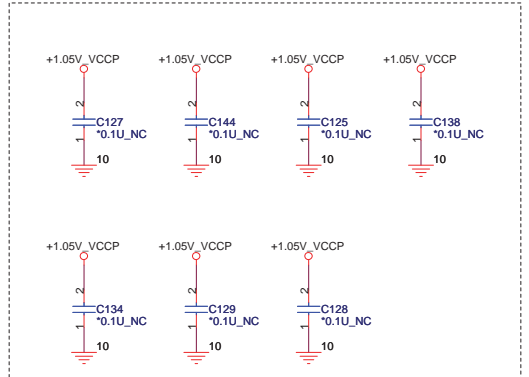 +1.05V_VCCP +1.05V_VCCP +1.05V_VCCP +1.05V_VCCP
2 2 2 2
C127 C144 C125 C138
*0.1U_NC *0.1U_NC *0.1U_NC *0.1U_NC
1 1 1 1
10 10 10 10
+1.05V_VCCP +1.05V_VCCP +1.05V_VCCP
2 2 2
C134 C129 C128
*0.1U_NC *0.1U_NC *0.1U_NC
1 1 1
10 10 10